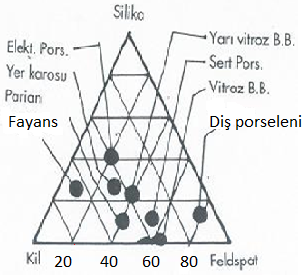 Silika
Elekt. Pors.
Yer karosu
Parian
Fayans
Yarı vitroz B.B.
Sert Pors.
Vitroz B.B.
Diş porseleni
Kil 20 40 60 80 Feldspat